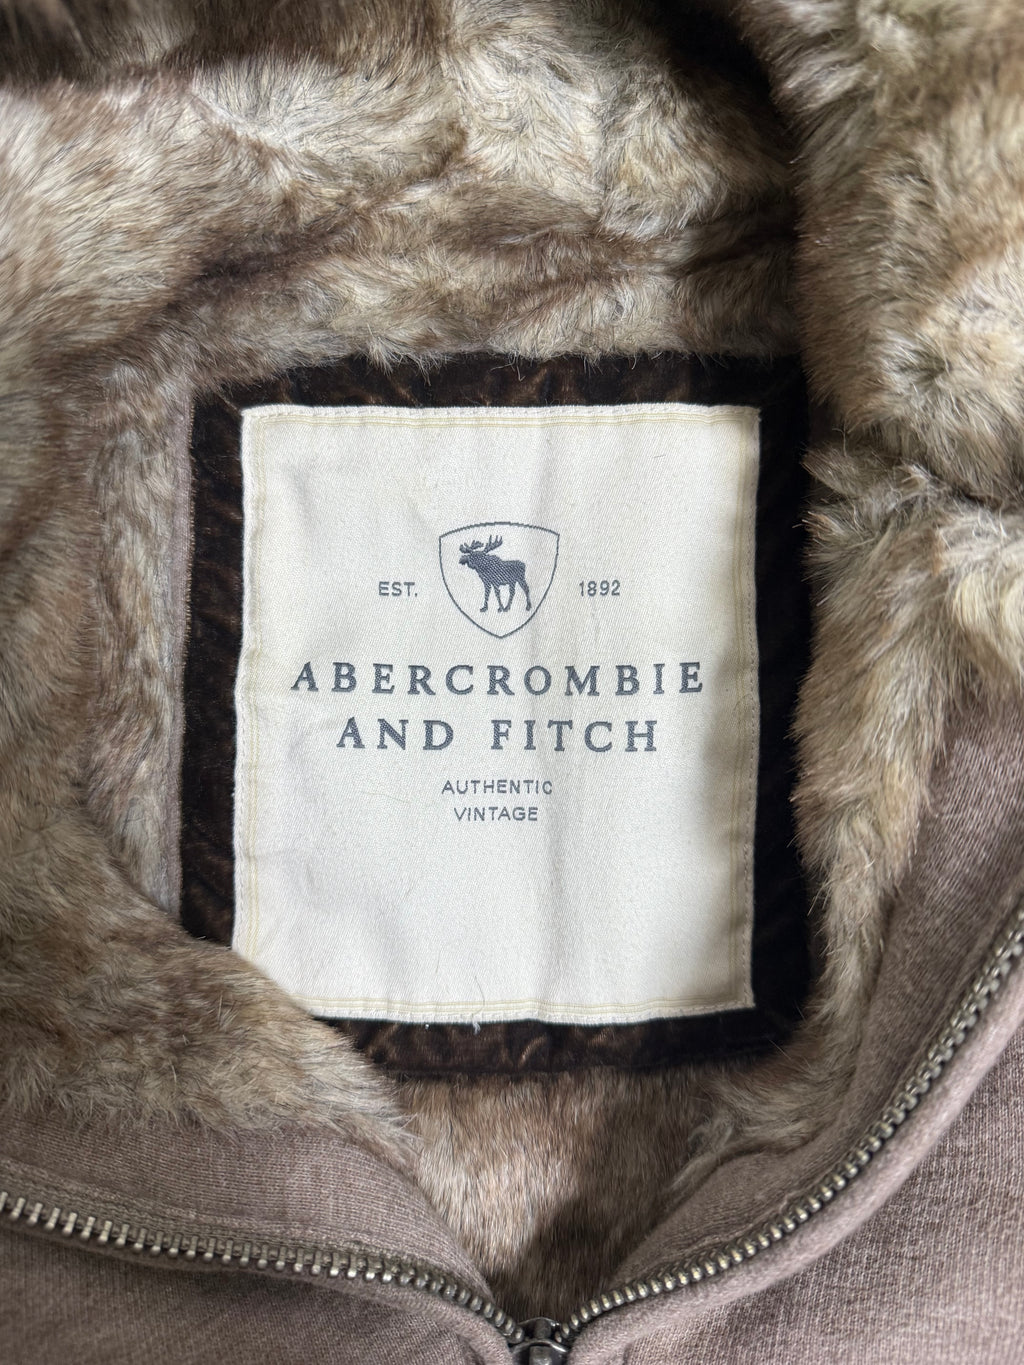 EST. 1892
ABERCROMBIE
AND FITCH
AUTHENTIC
VINTAGE